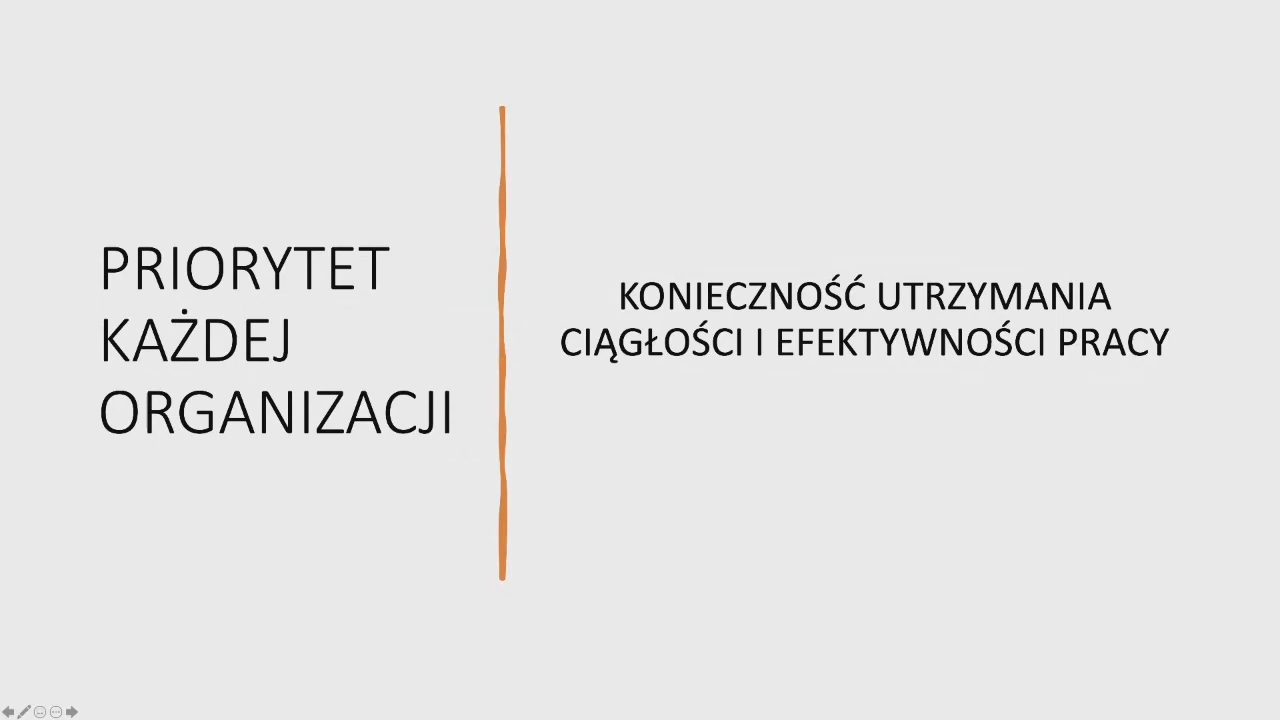 PRIORYTET
KAŻDEJ
ORGANIZACJI
KONIECZNOŚĆ UTRZYMANIA
CIĄGŁOŚCI I EFEKTYWNOŚCI PRACY